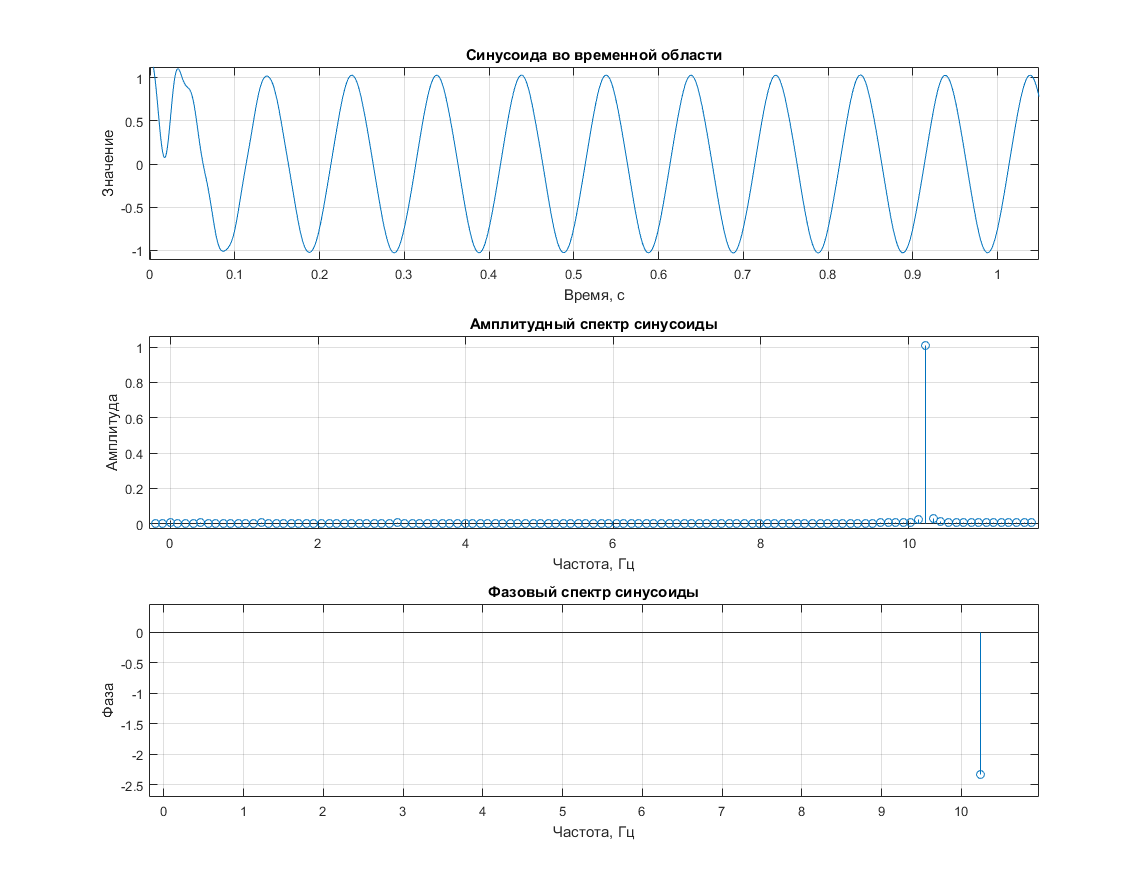 Синусоида во временной области
1
0.5
0
-0.5
-1
Значение
0 0.1 0.2 0.3 0.4 0.5 0.6 0.7 0.8 0.9 1
Время, с
Амплитудный спектр синусоиды
1
0.8
0.6
0.4
0.2
0
Амплитуда
0 2 4 6 8 10
Частота, Гц
Фазовый спектр синусоиды
0
-0.5
-1
-1.5
-2
-2.5
Фаза
0 1 2 3 4 5 6 7 8 9 10
Частота, Гц